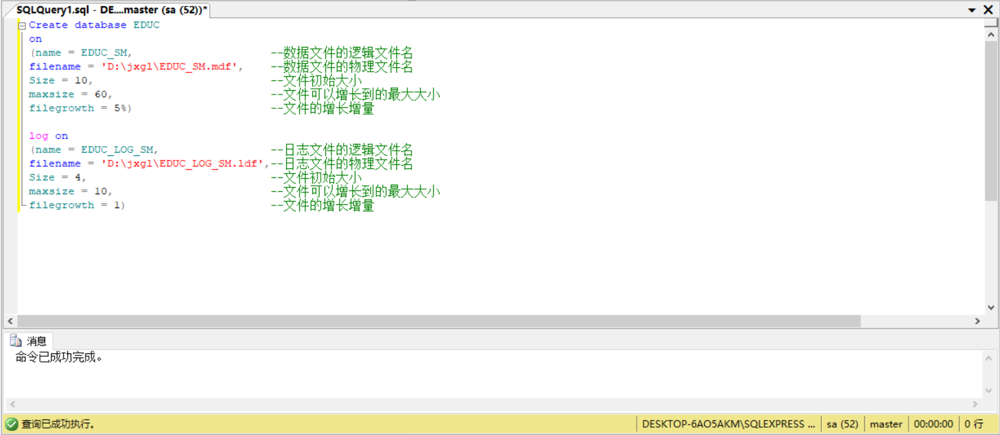 SQLQuery1.sql - DE....master (sa (52))*
Create database EDUC
on
(name = EDUC_SM, --数据文件的逻辑文件名
filename = 'D:\jxgl\EDUC_SM.mdf', --数据文件的物理文件名
Size = 10, --文件初始大小
maxsize = 60, --文件可以增长到的最大大小
filegrowth = 5%) --文件的增长增量
log on
(name = EDUC_LOG_SM, --日志文件的逻辑文件名
filename = 'D:\jxgl\EDUC_LOG_SM.ldf',--日志文件的物理文件名
Size = 4, --文件初始大小
maxsize = 10, --文件可以增长到的最大大小
filegrowth = 1) --文件的增长增量
消息
命令已成功完成。
查询已成功执行。 DESKTOP-6AO5AKM\SQLEXPRESS ... sa (52) master 00:00:00 0 行